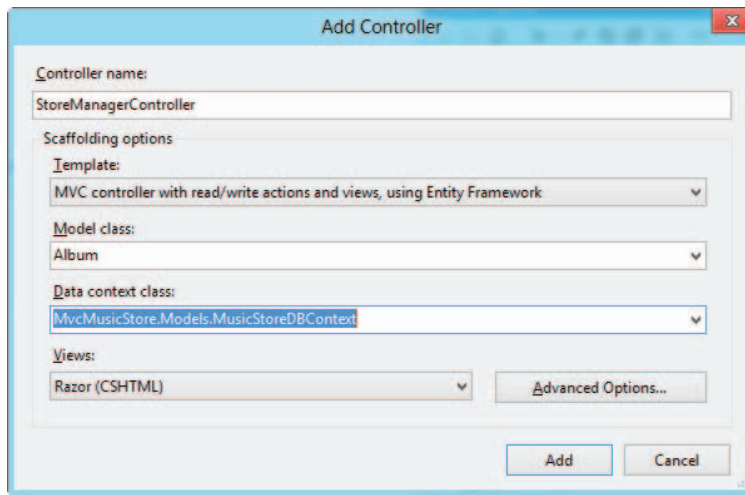 Add Controller
Controller name:
StoreManagerController
Scaffolding options
Template:
MVC controller with read/write actions and views, using Entity Framework
Model class:
Album
Data context class:
MvcMusicStore.Models.MusicStoreDBContext
Views:
Razor (CSHTML)
Advanced Options...
Add
Cancel